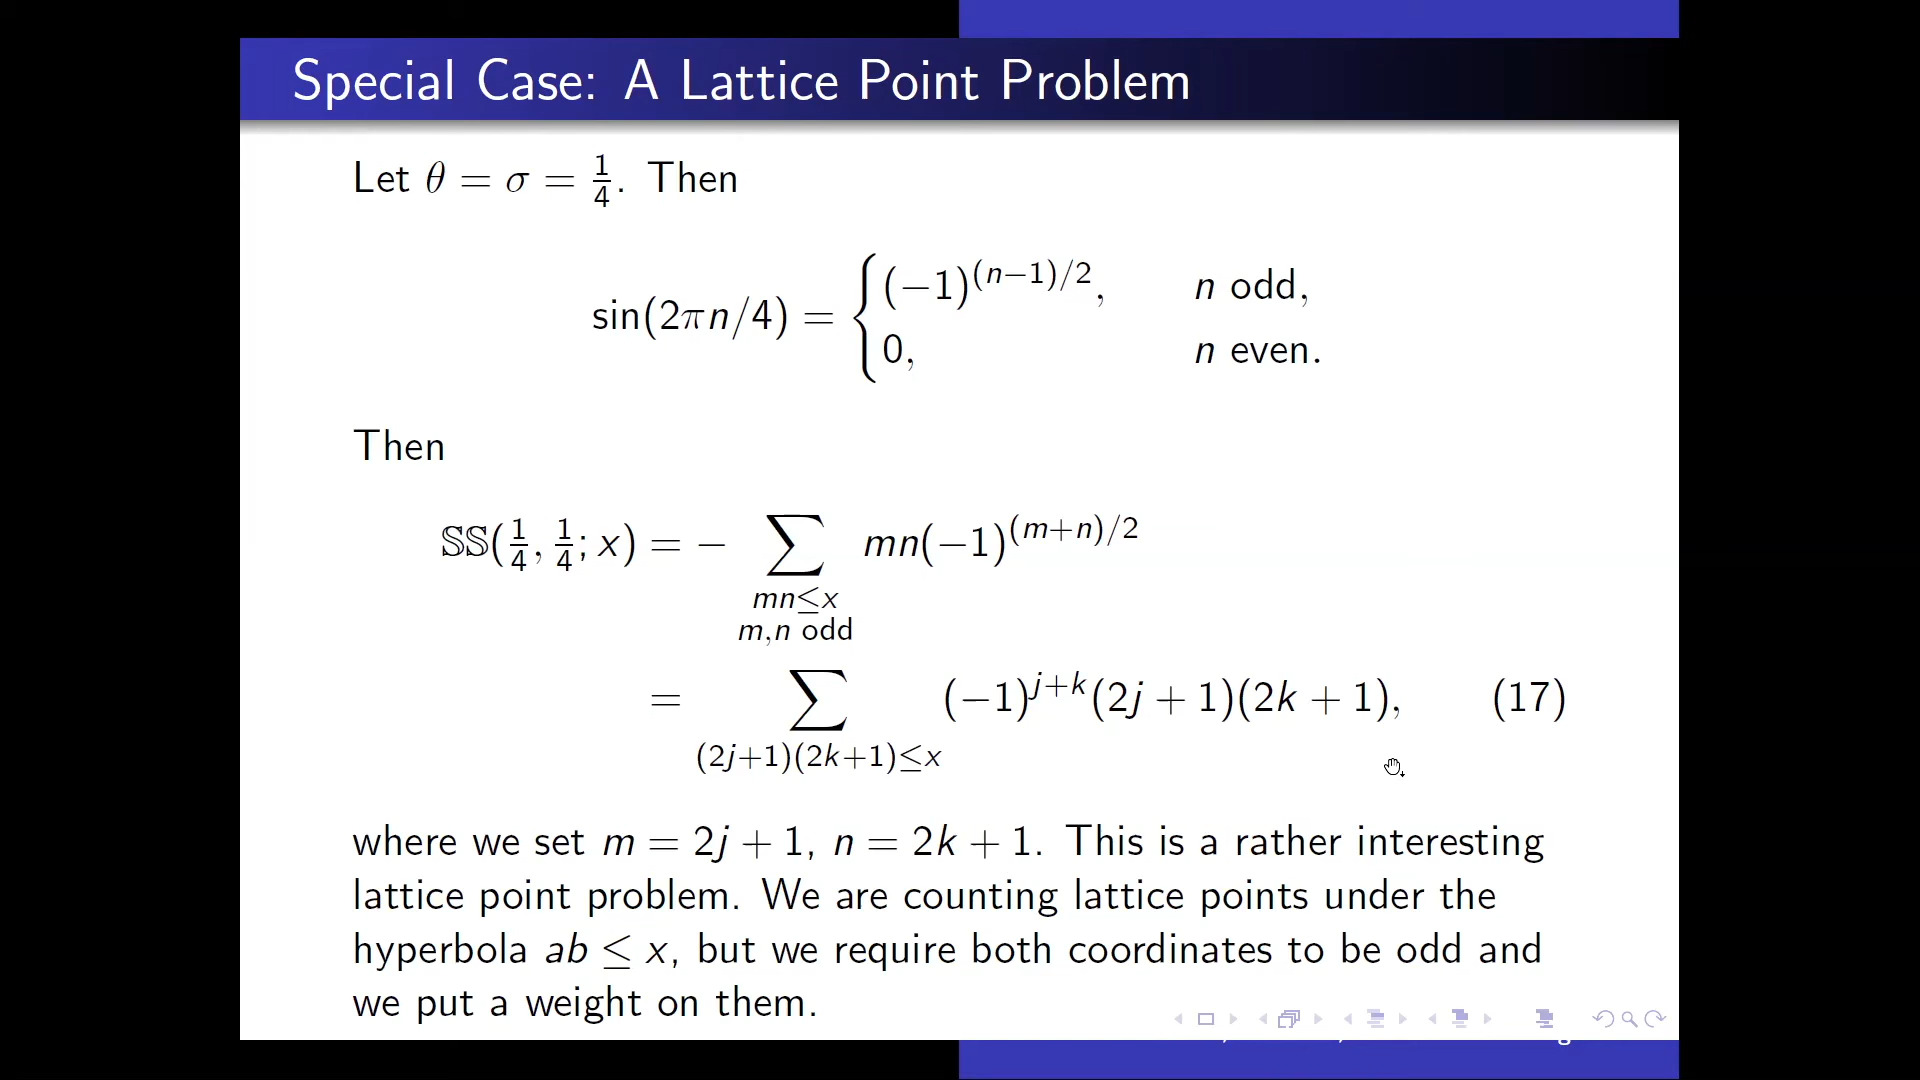 Special Case: A Lattice Point Problem
Let θ = σ = 1/4. Then
sin(2πn/4) = { (−1)^{(n−1)/2}, n odd,
0, n even.
Then
𝕊𝕊(1/4, 1/4; x) = − ∑_{mn≤x, m,n odd} mn(−1)^{(m+n)/2}
= ∑_{(2j+1)(2k+1)≤x} (−1)^{j+k}(2j + 1)(2k + 1), (17)
where we set m = 2j + 1, n = 2k + 1. This is a rather interesting
lattice point problem. We are counting lattice points under the
hyperbola ab ≤ x, but we require both coordinates to be odd and
we put a weight on them.